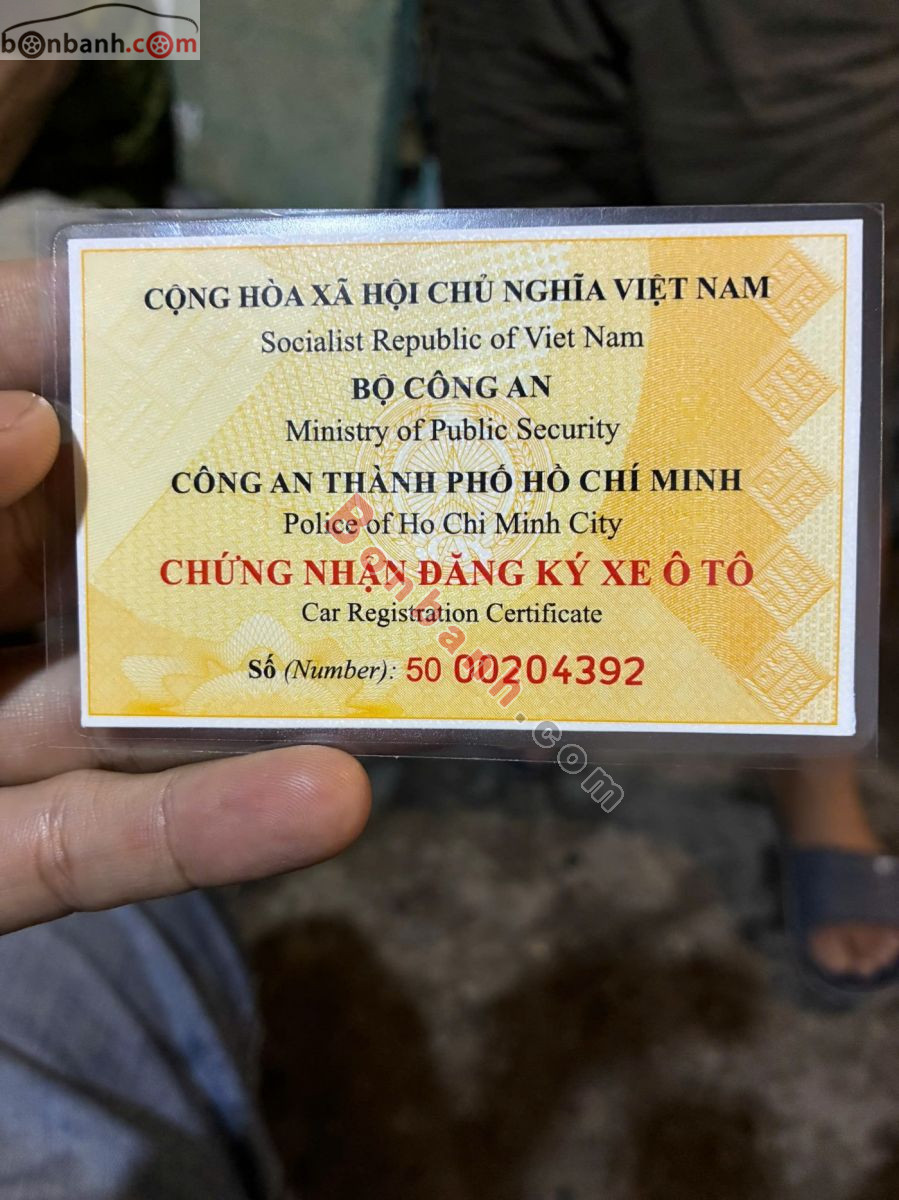 bonbanh.com
CỘNG HÒA XÃ HỘI CHỦ NGHĨA VIỆT NAM
Socialist Republic of Viet Nam
BỘ CÔNG AN
Ministry of Public Security
CÔNG AN THÀNH PHỐ HỒ CHÍ MINH
Police of Ho Chi Minh City
CHỨNG NHẬN ĐĂNG KÝ XE Ô TÔ
Car Registration Certificate
Số (Number): 50 00204392
Bonbanh.com